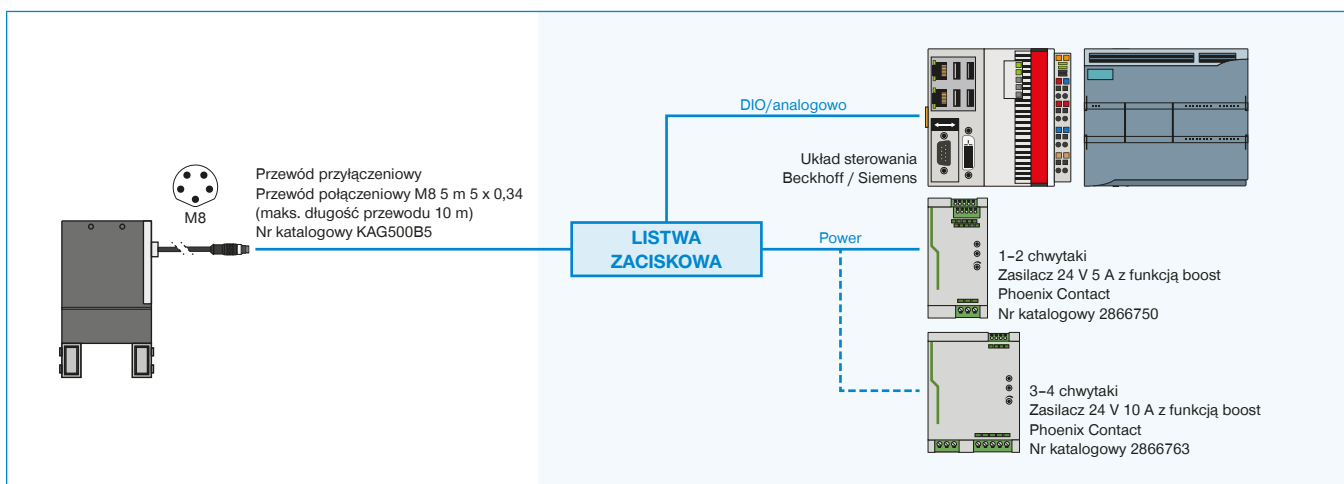 M8
Przewód przyłączeniowy
Przewód połączeniowy M8 5 m 5 x 0,34
(maks. długość przewodu 10 m)
Nr katalogowy KAG500B5
LISTWA
ZACISKOWA
DIO/analogowo
Układ sterowania
Beckhoff / Siemens
Power
1–2 chwytaki
Zasilacz 24 V 5 A z funkcją boost
Phoenix Contact
Nr katalogowy 2866750
3–4 chwytaki
Zasilacz 24 V 10 A z funkcją boost
Phoenix Contact
Nr katalogowy 2866763